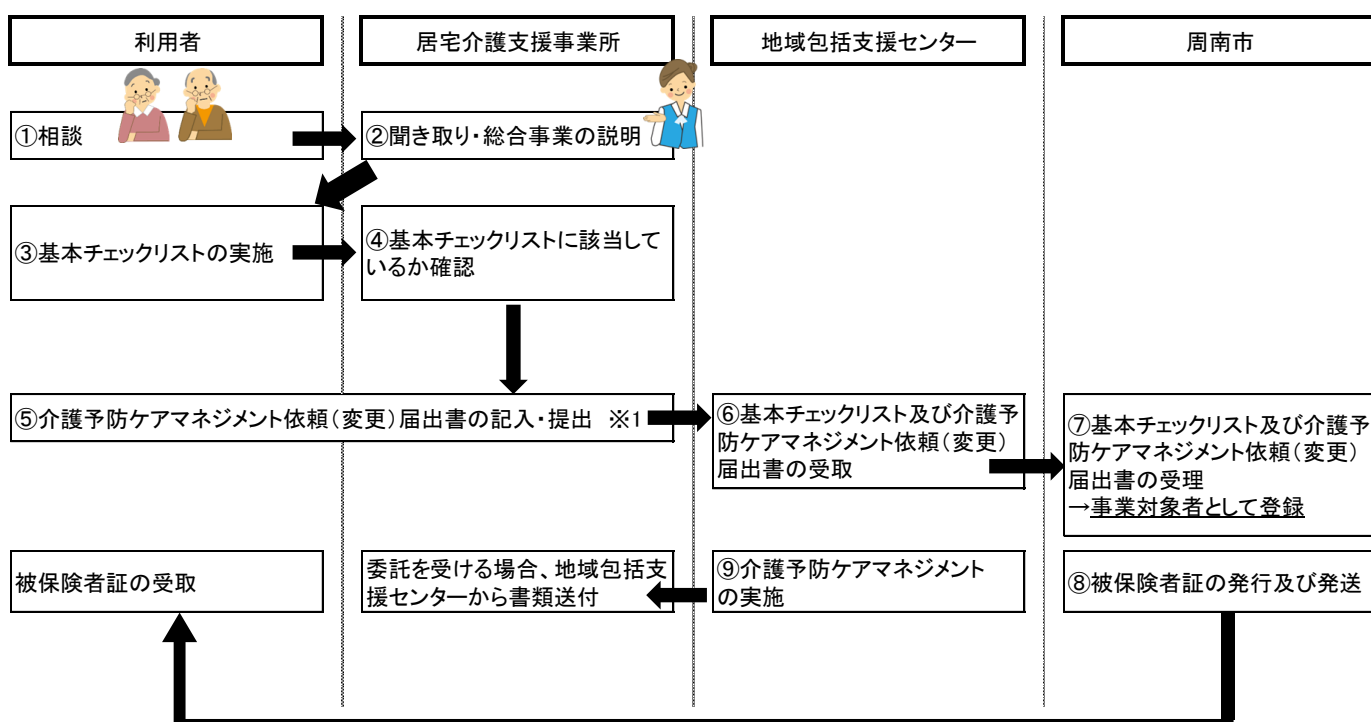 利用者
居宅介護支援事業所
地域包括支援センター
周南市
①相談
②聞き取り・総合事業の説明
③基本チェックリストの実施
④基本チェックリストに該当して
いるか確認
⑤介護予防ケアマネジメント依頼(変更)届出書の記入・提出 ※1
⑥基本チェックリスト及び介護予
防ケアマネジメント依頼(変更)
届出書の受取
⑦基本チェックリスト及び介護予
防ケアマネジメント依頼(変更)
届出書の受理
→事業対象者として登録
被保険者証の受取
委託を受ける場合、地域包括支
援センターから書類送付
⑨介護予防ケアマネジメント
の実施
⑧被保険者証の発行及び発送